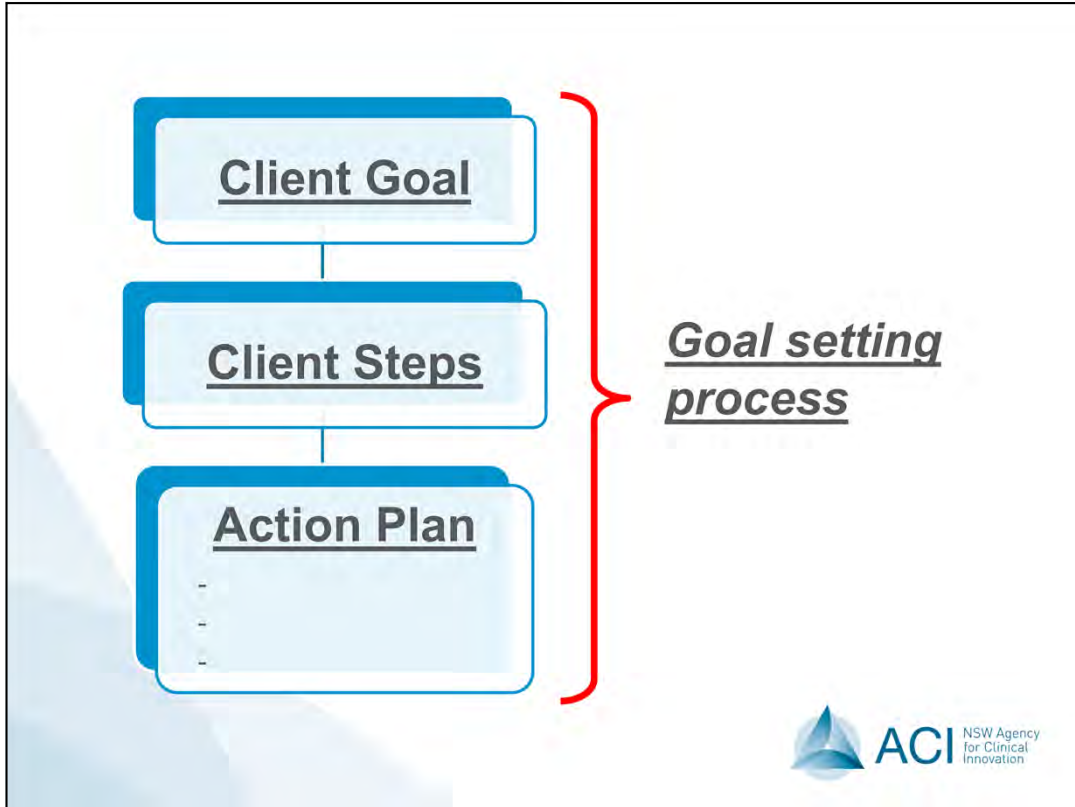 Client Goal
Client Steps
Action Plan
-
-
-
Goal setting
process
ACI
NSW Agency
for Clinical
Innovation